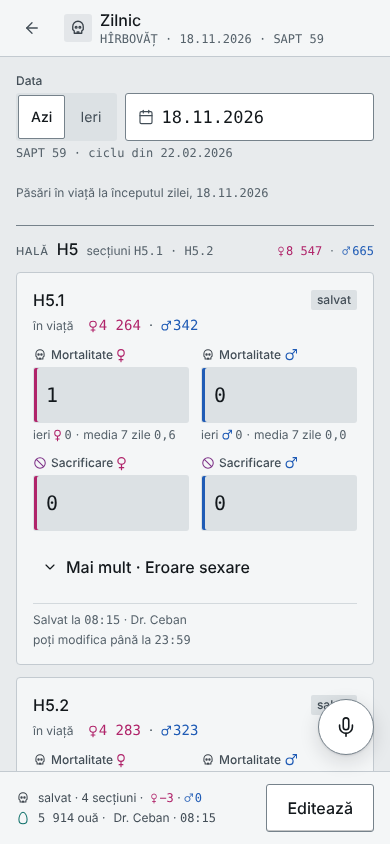 Zilnic
HÎRBOVĂȚ · 18.11.2026 · SAPT 59
Data
Azi
Ieri
18.11.2026
SAPT 59 · ciclu din 22.02.2026
Păsări în viață la începutul zilei, 18.11.2026
HALĂ H5 secțiuni H5.1 · H5.2 ♀8 547 · ♂665
H5.1 salvat
în viață ♀4 264 · ♂342
Mortalitate ♀ Mortalitate ♂
1 0
ieri ♀ 0 · media 7 zile 0,6 ieri ♂ 0 · media 7 zile 0,0
Sacrificare ♀ Sacrificare ♂
0 0
Mai mult · Eroare sexare
Salvat la 08:15 · Dr. Ceban
poți modifica până la 23:59
H5.2
în viață ♀4 283 · ♂323
Mortalitate ♀ Mortalitate ♂
salvat · 4 secțiuni · ♀−3 · ♂0
5 914 ouă · Dr. Ceban · 08:15
Editează